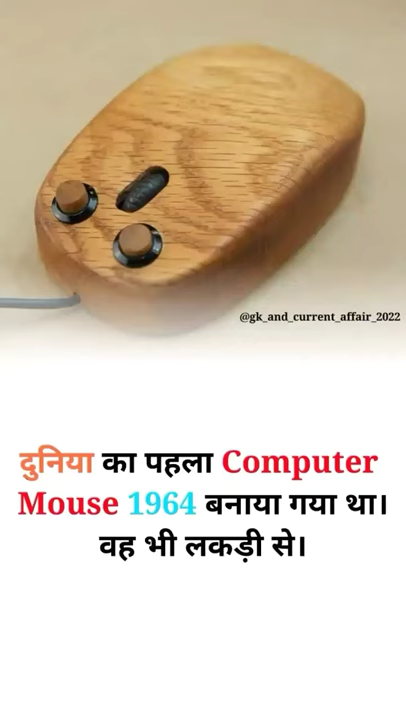 @gk_and_current_affair_2022
दुनिया का पहला Computer
Mouse 1964 बनाया गया था।
वह भी लकड़ी से।